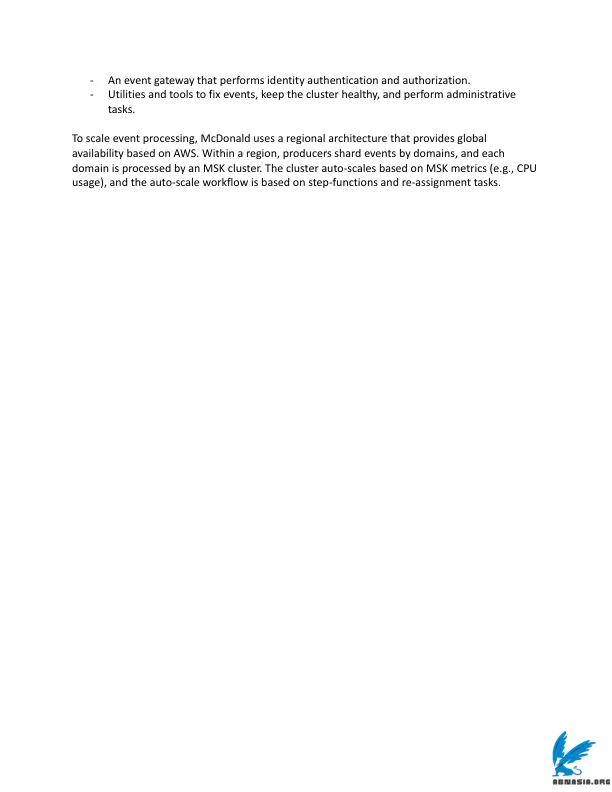 - An event gateway that performs identity authentication and authorization.
- Utilities and tools to fix events, keep the cluster healthy, and perform administrative
tasks.
To scale event processing, McDonald uses a regional architecture that provides global
availability based on AWS. Within a region, producers shard events by domains, and each
domain is processed by an MSK cluster. The cluster auto-scales based on MSK metrics (e.g., CPU
usage), and the auto-scale workflow is based on step-functions and re-assignment tasks.
ABNASIA.ORG